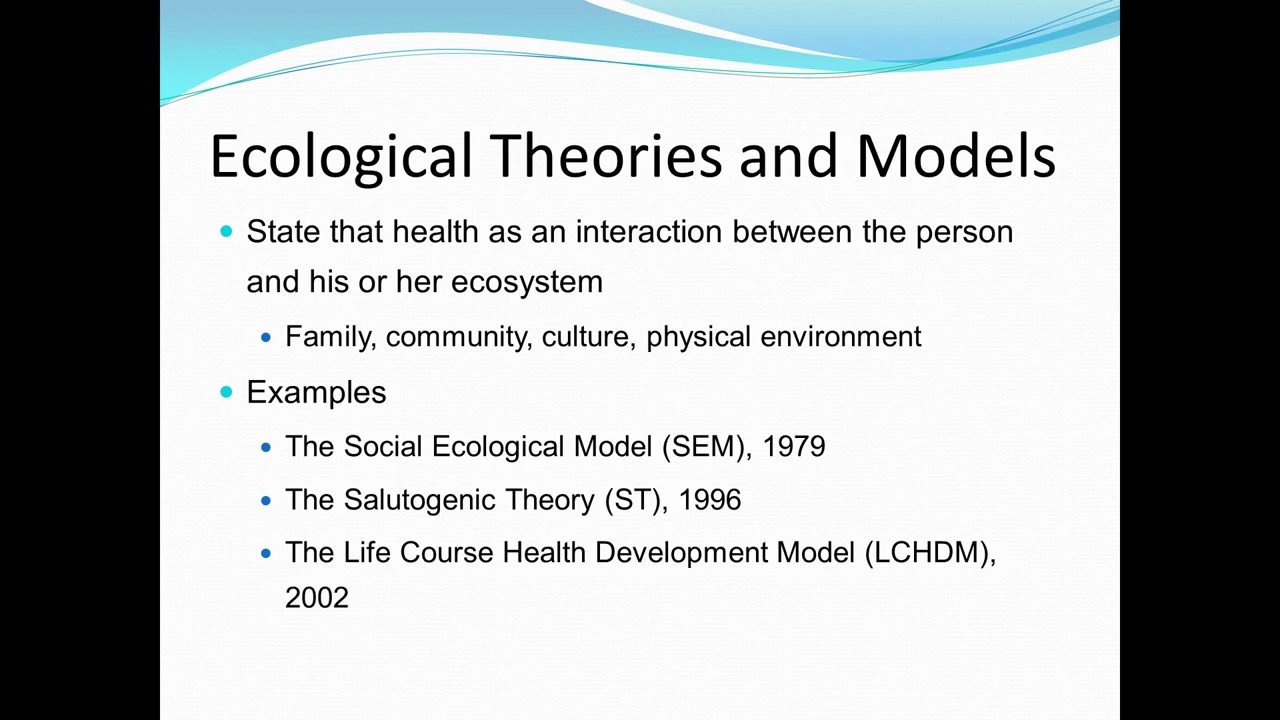 Ecological Theories and Models
State that health as an interaction between the person
and his or her ecosystem
Family, community, culture, physical environment
Examples
The Social Ecological Model (SEM), 1979
The Salutogenic Theory (ST), 1996
The Life Course Health Development Model (LCHDM),
2002